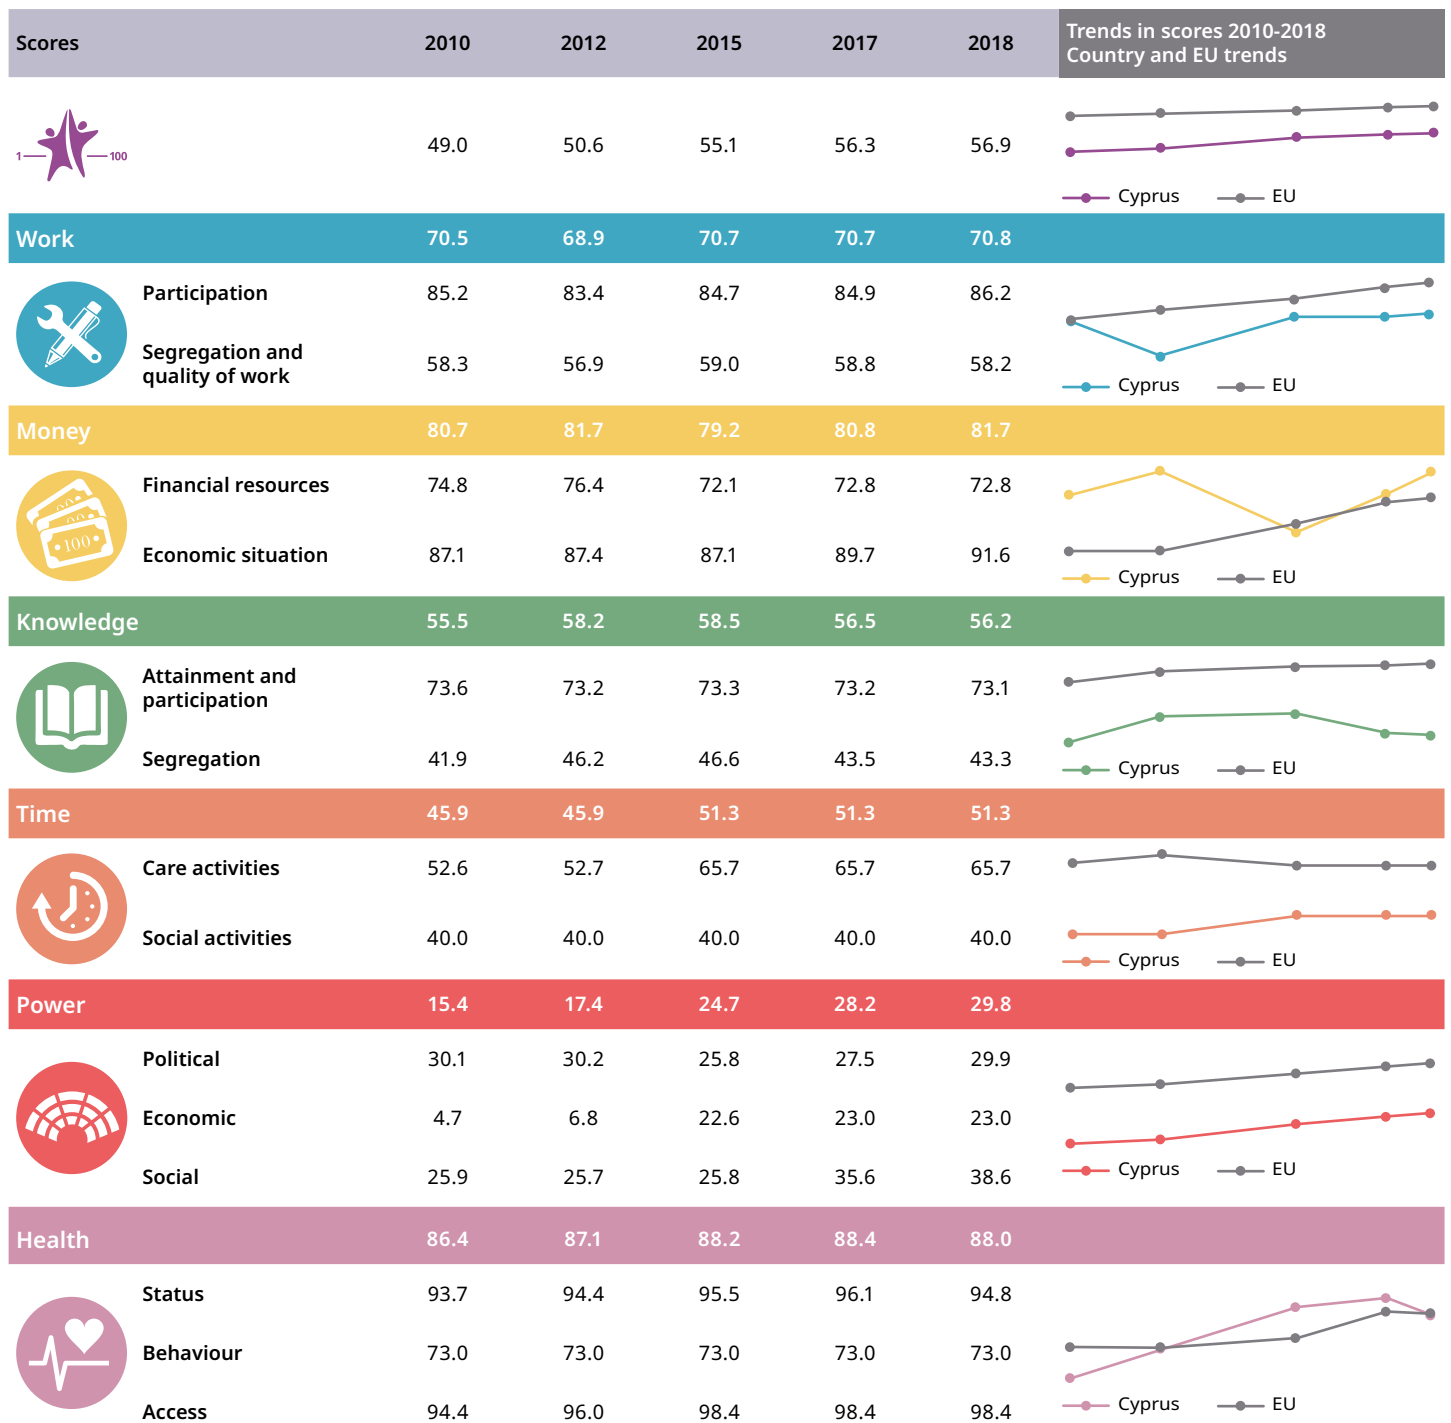 Scores 2010 2012 2015 2017 2018 Trends in scores 2010-2018
Country and EU trends
1 100 49.0 50.6 55.1 56.3 56.9
Cyprus EU
Work 70.5 68.9 70.7 70.7 70.8
Participation 85.2 83.4 84.7 84.9 86.2
Segregation and
quality of work 58.3 56.9 59.0 58.8 58.2
Cyprus EU
Money 80.7 81.7 79.2 80.8 81.7
Financial resources 74.8 76.4 72.1 72.8 72.8
100
Economic situation 87.1 87.4 87.1 89.7 91.6
Cyprus EU
Knowledge 55.5 58.2 58.5 56.5 56.2
Attainment and
participation 73.6 73.2 73.3 73.2 73.1
Segregation 41.9 46.2 46.6 43.5 43.3
Cyprus EU
Time 45.9 45.9 51.3 51.3 51.3
Care activities 52.6 52.7 65.7 65.7 65.7
Social activities 40.0 40.0 40.0 40.0 40.0
Cyprus EU
Power 15.4 17.4 24.7 28.2 29.8
Political 30.1 30.2 25.8 27.5 29.9
Economic 4.7 6.8 22.6 23.0 23.0
Social 25.9 25.7 25.8 35.6 38.6
Cyprus EU
Health 86.4 87.1 88.2 88.4 88.0
Status 93.7 94.4 95.5 96.1 94.8
Behaviour 73.0 73.0 73.0 73.0 73.0
Access 94.4 96.0 98.4 98.4 98.4
Cyprus EU